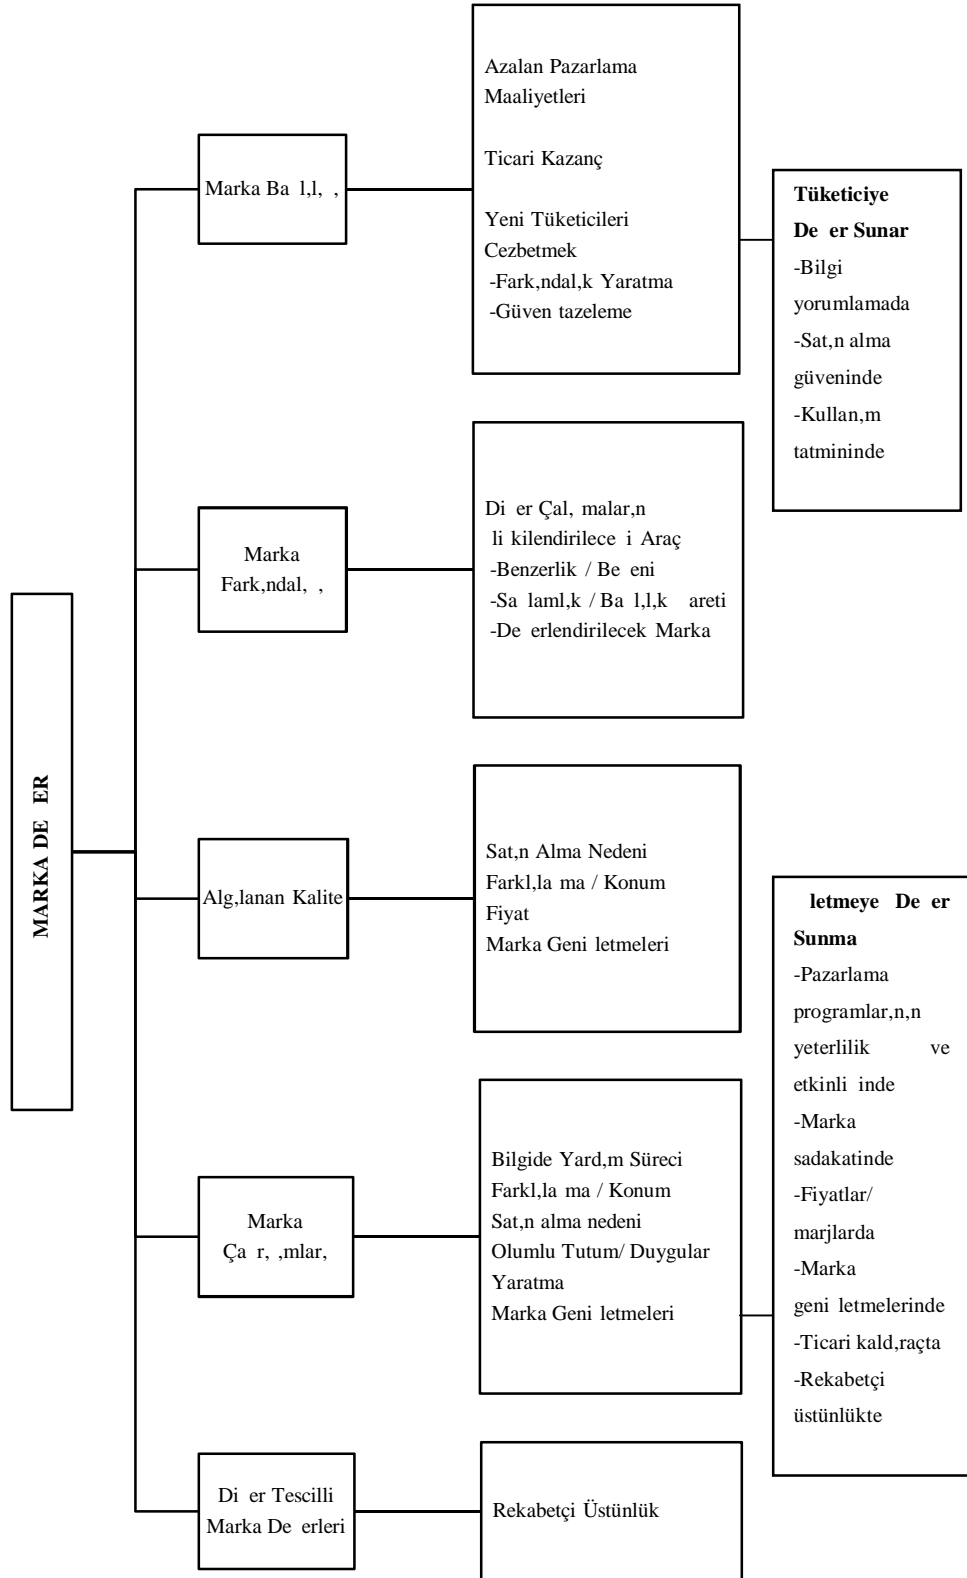 MARKA DE ER
Marka Ba l,l, ,
Azalan Pazarlama
Maaliyetleri
Ticari Kazanç
Yeni Tüketicileri
Cezbetmek
-Fark,ndal,k Yaratma
-Güven tazeleme
Tüketiciye
De er Sunar
-Bilgi
yorumlamada
-Sat,n alma
güveninde
-Kullan,m
tatmininde
Marka
Fark,ndal, ,
Di er Çal, malar,n
li kilendirilece i Araç
-Benzerlik / Be eni
-Sa laml,k / Ba l,l,k areti
-De erlendirilecek Marka
Alg,lanan Kalite
Sat,n Alma Nedeni
Farkl,la ma / Konum
Fiyat
Marka Geni letmeleri
Marka
Ça r, ,mlar,
Bilgide Yard,m Süreci
Farkl,la ma / Konum
Sat,n alma nedeni
Olumlu Tutum/ Duygular
Yaratma
Marka Geni letmeleri
letmeye De er
Sunma
-Pazarlama
programlar,n,n
yeterlilik ve
etkinli inde
-Marka
sadakatinde
-Fiyatlar/
marjlarda
-Marka
geni letmelerinde
-Ticari kald,raçta
-Rekabetçi
üstünlükte
Di er Tescilli
Marka De erleri
Rekabetçi Üstünlük